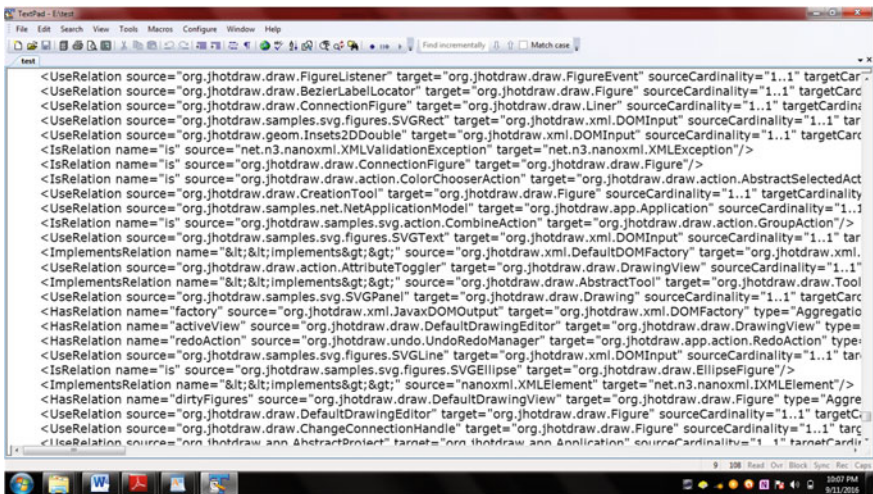 TextPad - E:\test
File Edit Search View Tools Macros Configure Window Help
Find incrementally Match case
test
<UseRelation source="org.jhotdraw.draw.FigureListener" target="org.jhotdraw.draw.FigureEvent" sourceCardinality="1..1" targetCar
<UseRelation source="org.jhotdraw.draw.BezierLabelLocator" target="org.jhotdraw.draw.Figure" sourceCardinality="1..1" targetCardi
<UseRelation source="org.jhotdraw.draw.ConnectionFigure" target="org.jhotdraw.draw.Liner" sourceCardinality="1..1" targetCardina
<UseRelation source="org.jhotdraw.samples.svg.figures.SVGRect" target="org.jhotdraw.xml.DOMInput" sourceCardinality="1..1" tar
<UseRelation source="org.jhotdraw.geom.Insets2DDouble" target="org.jhotdraw.xml.DOMInput" sourceCardinality="1..1" targetCard
<IsRelation name="is" source="net.n3.nanoxml.XMLValidationException" target="net.n3.nanoxml.XMLException"/>
<IsRelation name="is" source="org.jhotdraw.draw.ConnectionFigure" target="org.jhotdraw.draw.Figure"/>
<IsRelation name="is" source="org.jhotdraw.draw.action.ColorChooserAction" target="org.jhotdraw.draw.action.AbstractSelectedAct
<UseRelation source="org.jhotdraw.draw.CreationTool" target="org.jhotdraw.draw.Figure" sourceCardinality="1..1" targetCardinality
<UseRelation source="org.jhotdraw.samples.net.NetApplicationModel" target="org.jhotdraw.app.Application" sourceCardinality="1..1
<IsRelation name="is" source="org.jhotdraw.samples.svg.action.CombineAction" target="org.jhotdraw.draw.action.GroupAction"/>
<UseRelation source="org.jhotdraw.samples.svg.figures.SVGText" target="org.jhotdraw.xml.DOMInput" sourceCardinality="1..1" tar
<ImplementsRelation name="&lt;&lt;implements&gt;&gt;" source="org.jhotdraw.xml.DefaultDOMFactory" target="org.jhotdraw.xml.
<UseRelation source="org.jhotdraw.draw.action.AttributeToggler" target="org.jhotdraw.draw.DrawingView" sourceCardinality="1..1"
<ImplementsRelation name="&lt;&lt;implements&gt;&gt;" source="org.jhotdraw.draw.AbstractTool" target="org.jhotdraw.draw.Tool
<UseRelation source="org.jhotdraw.samples.svg.SVGPanel" target="org.jhotdraw.draw.Drawing" sourceCardinality="1..1" targetCard
<HasRelation name="factory" source="org.jhotdraw.xml.JavaxDOMOutput" target="org.jhotdraw.xml.DOMFactory" type="Aggregatio
<HasRelation name="activeView" source="org.jhotdraw.draw.DefaultDrawingEditor" target="org.jhotdraw.draw.DrawingView" type=
<HasRelation name="redoAction" source="org.jhotdraw.undo.UndoRedoManager" target="org.jhotdraw.app.action.RedoAction" type=
<UseRelation source="org.jhotdraw.samples.svg.figures.SVGLine" target="org.jhotdraw.xml.DOMInput" sourceCardinality="1..1" tar
<IsRelation name="is" source="org.jhotdraw.samples.svg.figures.SVGEllipse" target="org.jhotdraw.draw.EllipseFigure"/>
<ImplementsRelation name="&lt;&lt;implements&gt;&gt;" source="nanoxml.XMLElement" target="net.n3.nanoxml.IXMLElement"/>
<HasRelation name="dirtyFigures" source="org.jhotdraw.draw.DefaultDrawingView" target="org.jhotdraw.draw.Figure" type="Aggre
<UseRelation source="org.jhotdraw.draw.DefaultDrawingEditor" target="org.jhotdraw.draw.Figure" sourceCardinality="1..1" targetC
<UseRelation source="org.jhotdraw.draw.ChangeConnectionHandle" target="org.jhotdraw.draw.Figure" sourceCardinality="1..1" targ
<UseRelation source="org.jhotdraw.app.AbstractProject" target="org.jhotdraw.app.Application" sourceCardinality="1..1" targetCardin
9 108 Read Ovr Block Sync Rec Caps
10:07 PM
9/11/2016